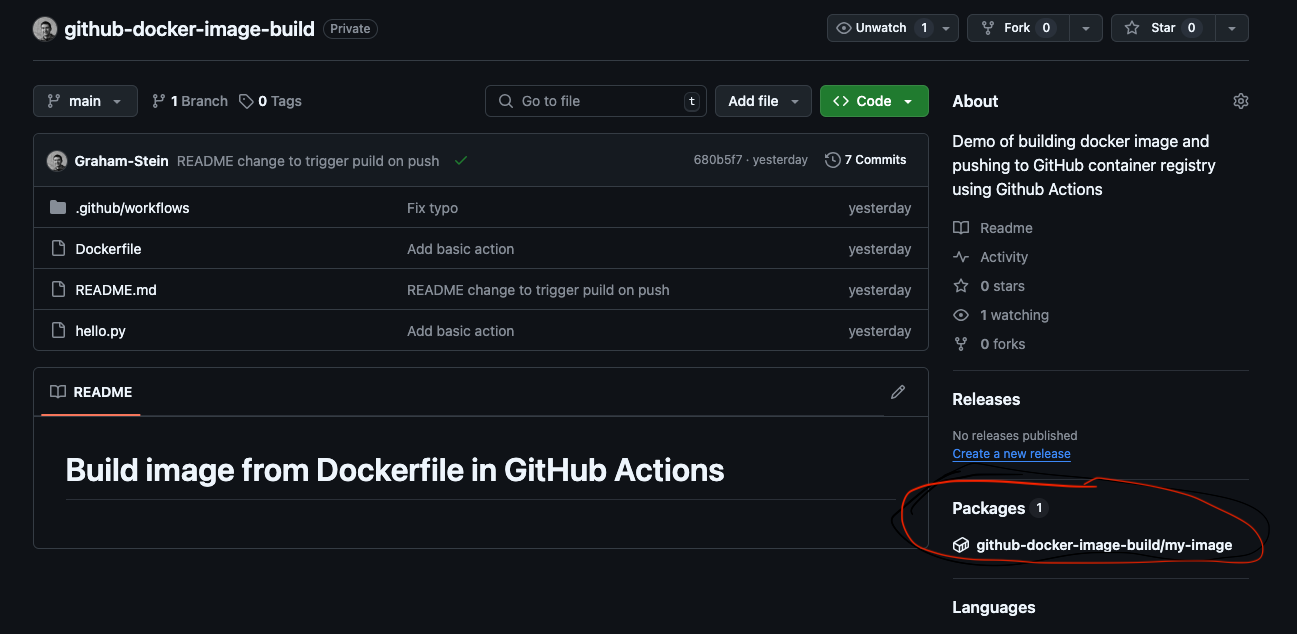 github-docker-image-build Private
Unwatch 1
Fork 0
Star 0
main
1 Branch
0 Tags
Go to file t
Add file
Code
Graham-Stein README change to trigger puild on push
680b5f7 · yesterday
7 Commits
.github/workflows Fix typo yesterday
Dockerfile Add basic action yesterday
README.md README change to trigger puild on push yesterday
hello.py Add basic action yesterday
README
Build image from Dockerfile in GitHub Actions
About
Demo of building docker image and
pushing to GitHub container registry
using Github Actions
Readme
Activity
0 stars
1 watching
0 forks
Releases
No releases published
Create a new release
Packages 1
github-docker-image-build/my-image
Languages